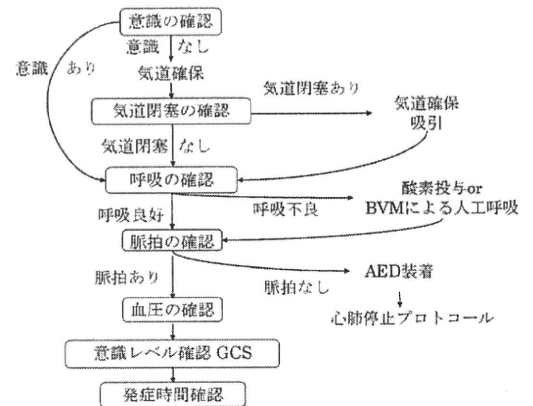 意識の確認
意識 なし
意識 あり
気道確保
気道閉塞あり
気道閉塞の確認
気道確保
吸引
気道閉塞 なし
呼吸の確認
呼吸良好
呼吸不良
酸素投与or
BVMによる人工呼吸
脈拍の確認
脈拍あり
脈拍なし
AED装着
血圧の確認
心肺停止プロトコール
意識レベル確認 GCS
発症時間確認